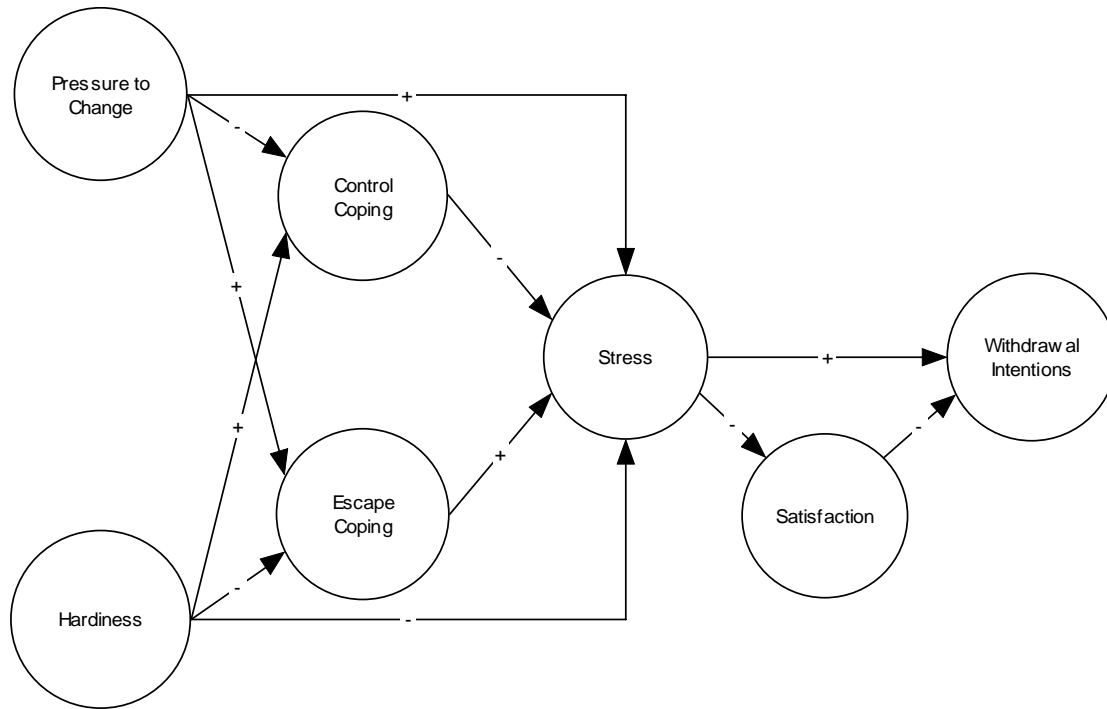 Pressure to
Change
+
-
Control
Coping
-
+
+
Stress
+
Withdrawal
Intentions
-
-
Satisfaction
+
Escape
Coping
-
Hardiness
-